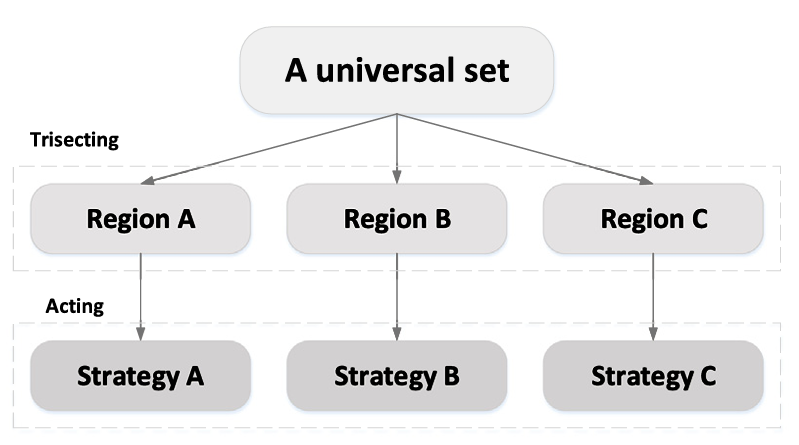 A universal set
Trisecting
Region A
Region B
Region C
Acting
Strategy A
Strategy B
Strategy C